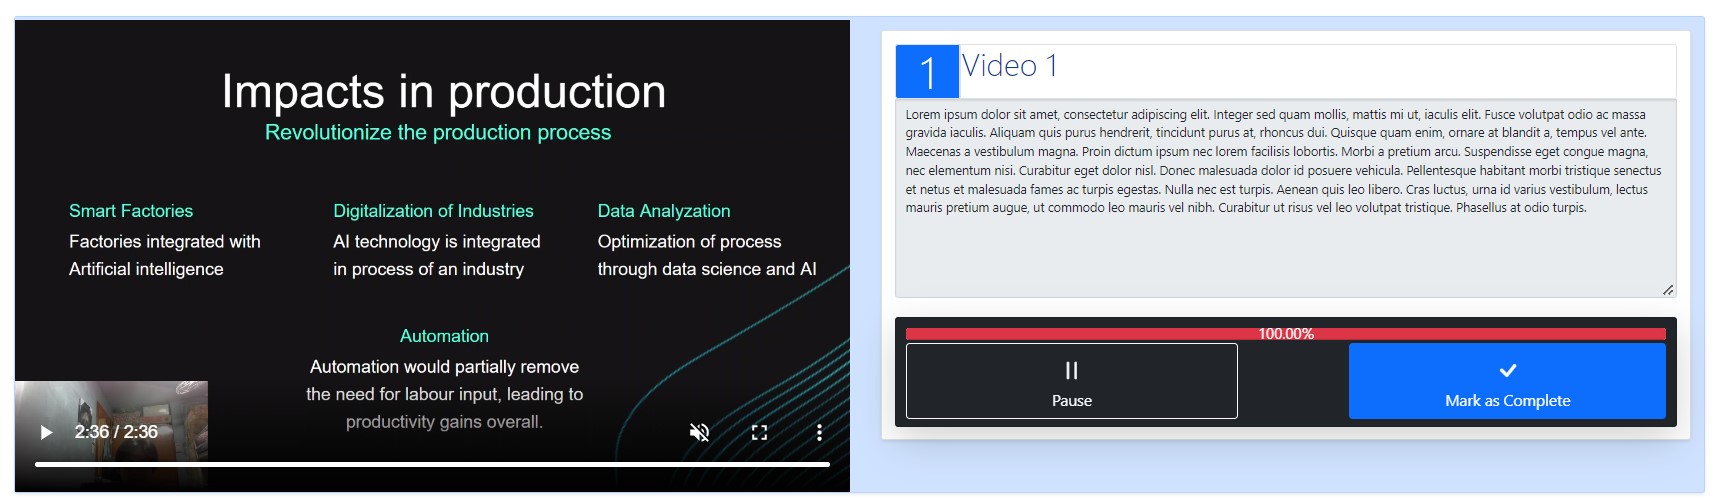 Impacts in production
Revolutionize the production process
Smart Factories
Factories integrated with
Artificial intelligence
Digitalization of Industries
AI technology is integrated
in process of an industry
Data Analyzation
Optimization of process
through data science and AI
Automation
Automation would partially remove
the need for labour input, leading to
productivity gains overall.
2:36 / 2:36
1
Video 1
Lorem ipsum dolor sit amet, consectetur adipiscing elit. Integer sed quam mollis, mattis mi ut, iaculis elit. Fusce volutpat odio ac massa
gravida iaculis. Aliquam quis purus hendrerit, tincidunt purus at, rhoncus dui. Quisque quam enim, ornare at blandit a, tempus vel ante.
Maecenas a vestibulum magna. Proin dictum ipsum nec lorem facilisis lobortis. Morbi a pretium arcu. Suspendisse eget congue magna,
nec elementum nisi. Curabitur eget dolor nisl. Donec malesuada dolor id posuere vehicula. Pellentesque habitant morbi tristique senectus
et netus et malesuada fames ac turpis egestas. Nulla nec est turpis. Aenean quis leo libero. Cras luctus, urna id varius vestibulum, lectus
mauris pretium augue, ut commodo leo mauris vel nibh. Curabitur ut risus vel leo volutpat tristique. Phasellus at odio turpis.
100.00%
Pause
Mark as Complete